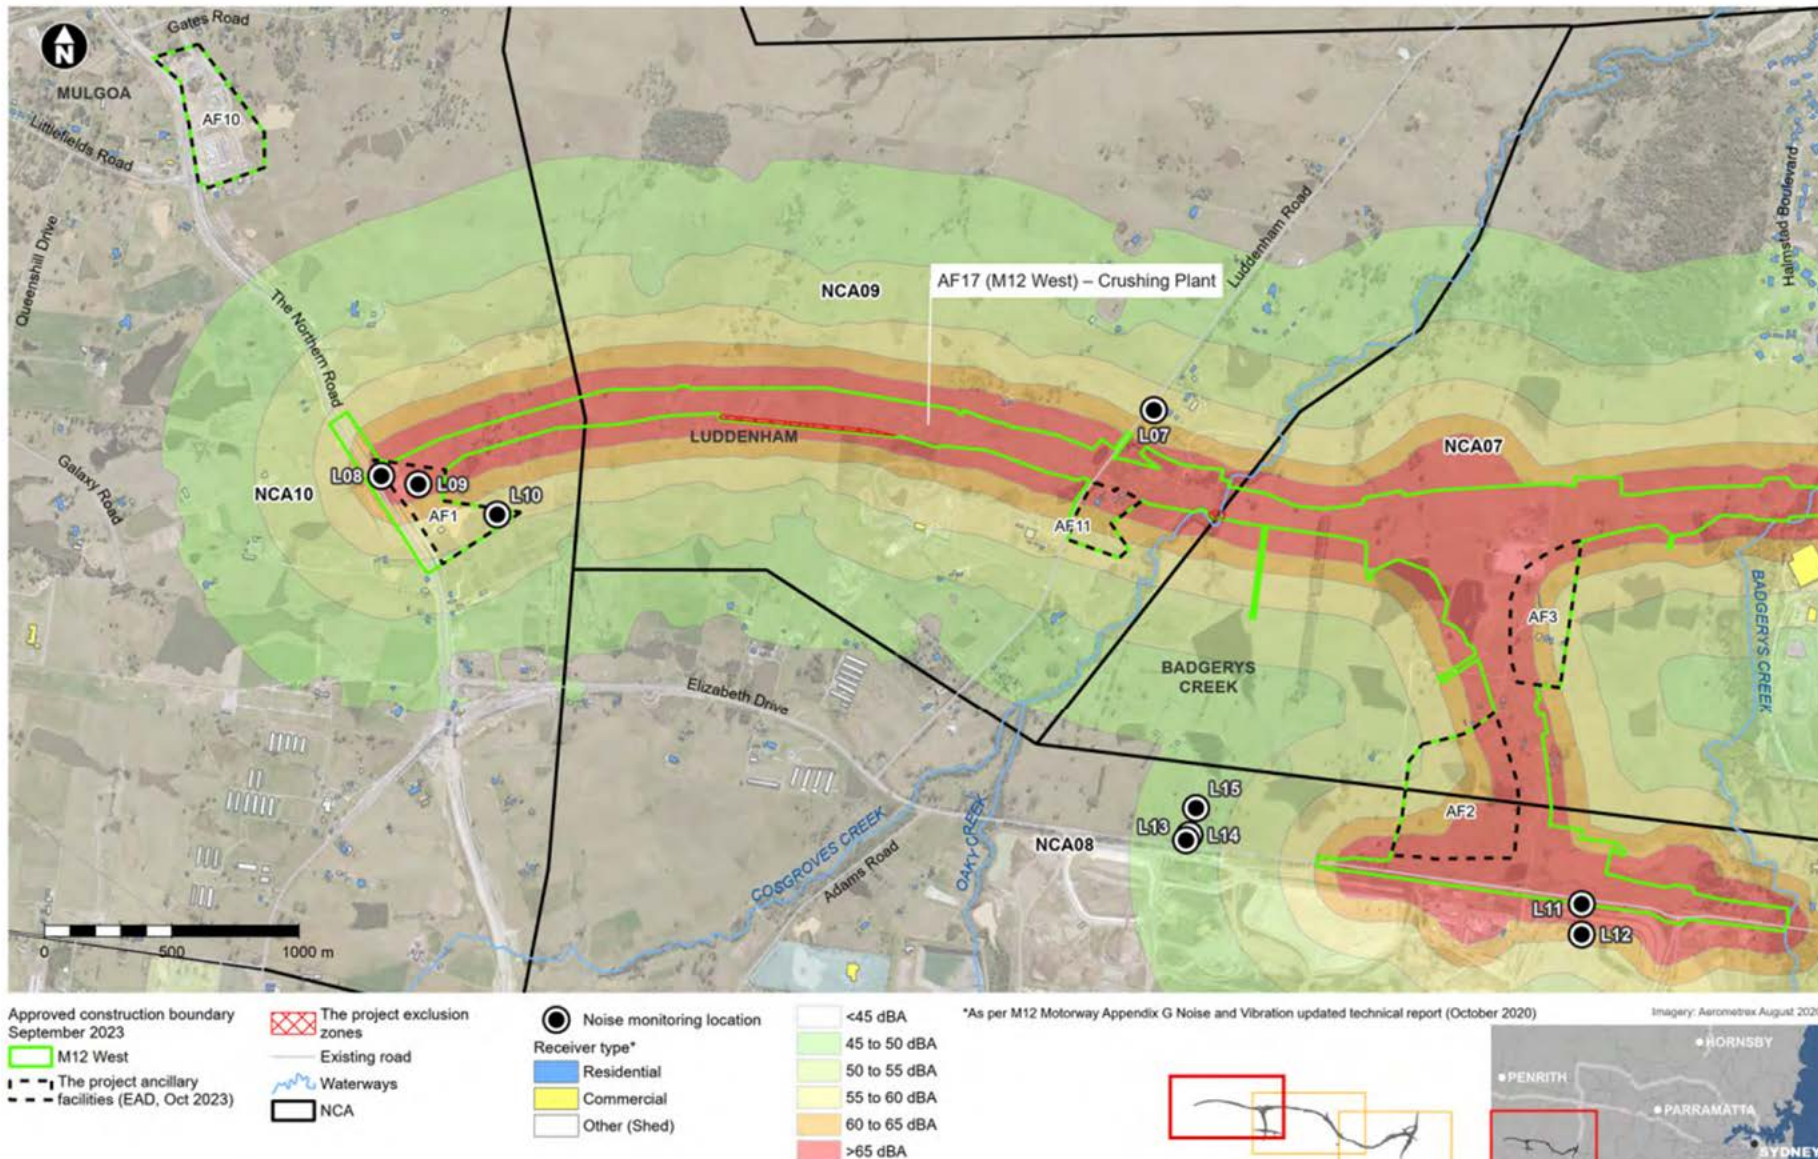 Gates Road
N
MULGOA
AF10
Littlefields Road
Queenshill Drive
The Northern Road
Galaxy Road
NCA09
AF17 (M12 West) – Crushing Plant
Luddenham Road
Halmstad Boulevard
LUDDENHAM
L07
NCA07
L08
L09
L10
NCA10
AF1
AF11
AF3
BADGERYS
CREEK
BADGERYS CREEK
Elizabeth Drive
L15
L13
L14
NCA08
AF2
COSGROVES CREEK
Adams Road
OAKY CREEK
L11
L12
0 500 1000 m
Approved construction boundary
September 2023
M12 West
The project ancillary
facilities (EAD, Oct 2023)
The project exclusion
zones
Existing road
Waterways
NCA
Noise monitoring location
Receiver type*
Residential
Commercial
Other (Shed)
<45 dBA
45 to 50 dBA
50 to 55 dBA
55 to 60 dBA
60 to 65 dBA
>65 dBA
*As per M12 Motorway Appendix G Noise and Vibration updated technical report (October 2020)
Imagery: Aerometrex August 2020
HORNSBY
PENRITH
PARRAMATTA
SYDNEY